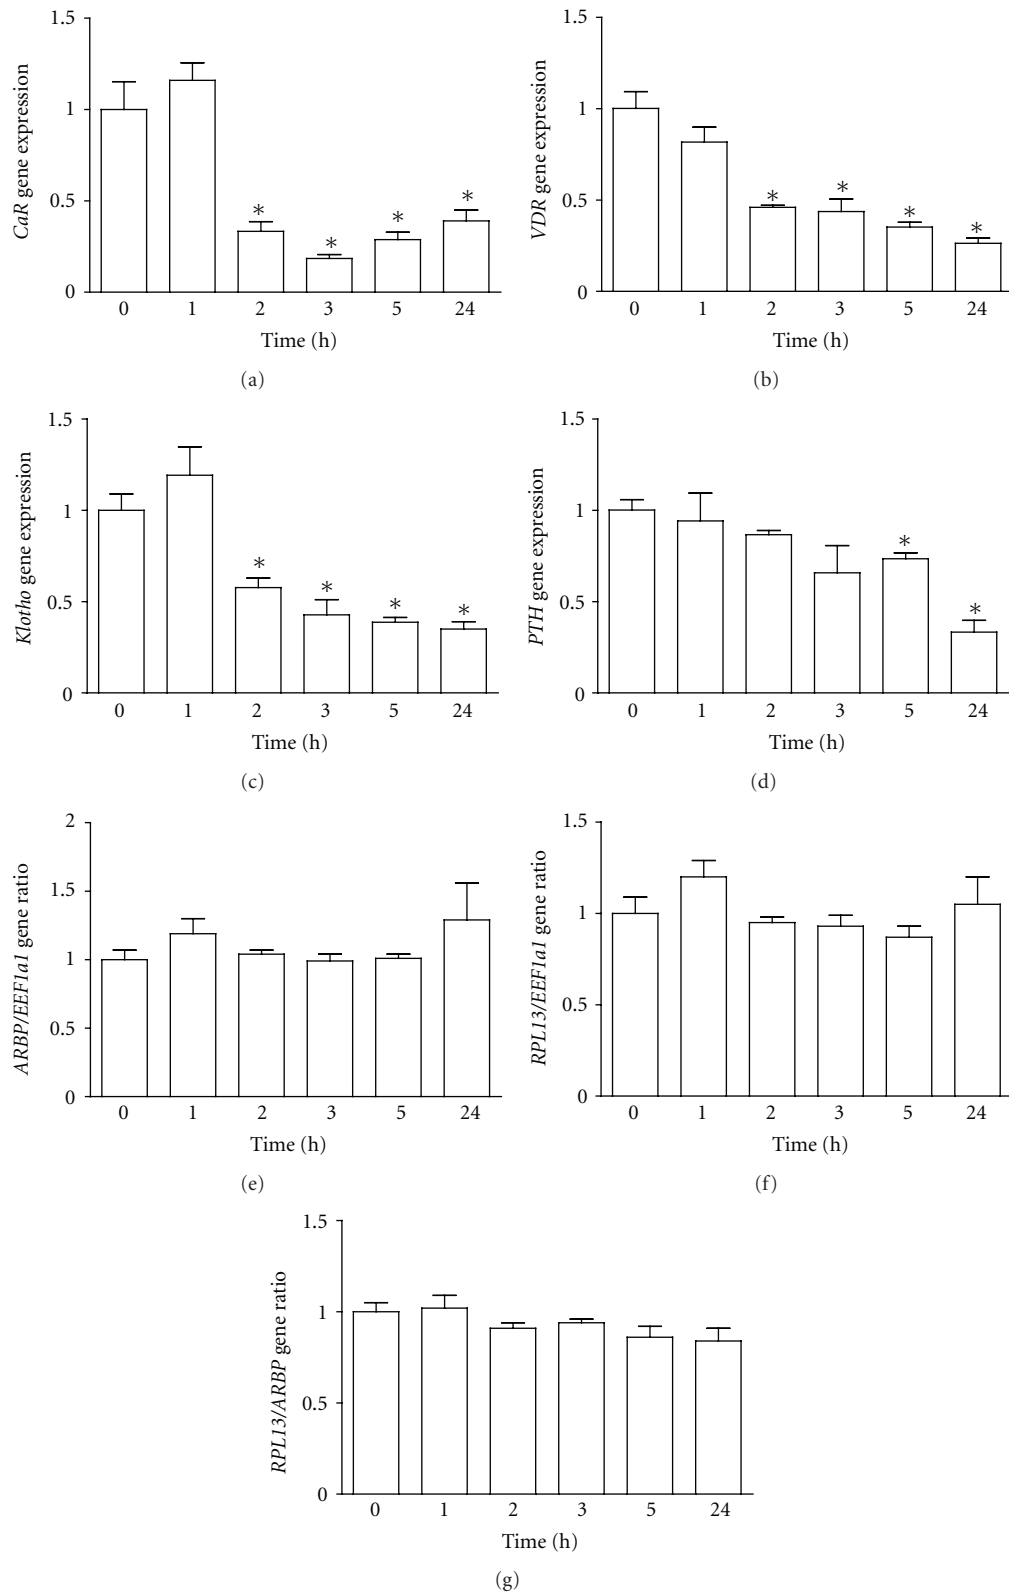 1.5
1
0.5
0
CaR gene expression
∗ ∗ ∗ ∗
0 1 2 3 5 24
Time (h)
(a)
1.5
1
0.5
0
VDR gene expression
∗ ∗ ∗ ∗
0 1 2 3 5 24
Time (h)
(b)
1.5
1
0.5
0
Klotho gene expression
∗ ∗ ∗ ∗
0 1 2 3 5 24
Time (h)
(c)
1.5
1
0.5
0
PTH gene expression
∗ ∗
0 1 2 3 5 24
Time (h)
(d)
2
1.5
1
0.5
0
ARBP/EEF1a1 gene ratio
0 1 2 3 5 24
Time (h)
(e)
1.5
1
0.5
0
RPL13/EEF1a1 gene ratio
0 1 2 3 5 24
Time (h)
(f)
1.5
1
0.5
0
RPL13/ARBP gene ratio
0 1 2 3 5 24
Time (h)
(g)